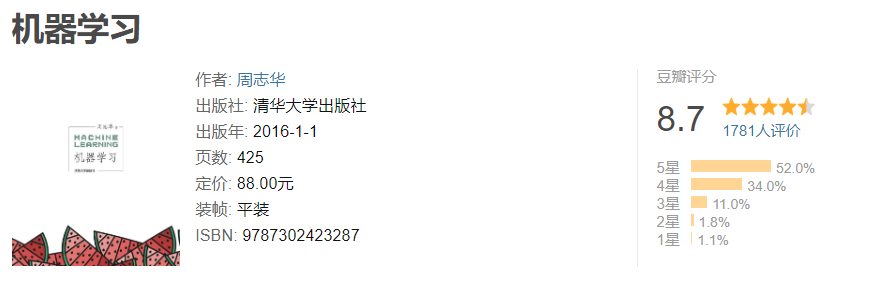 机器学习
MACHINE
LEARNING
机器学习
作者: 周志华
出版社: 清华大学出版社
出版年: 2016-1-1
页数: 425
定价: 88.00元
装帧: 平装
ISBN: 9787302423287
豆瓣评分
8.7
1781人评价
5星 52.0%
4星 34.0%
3星 11.0%
2星 1.8%
1星 1.1%